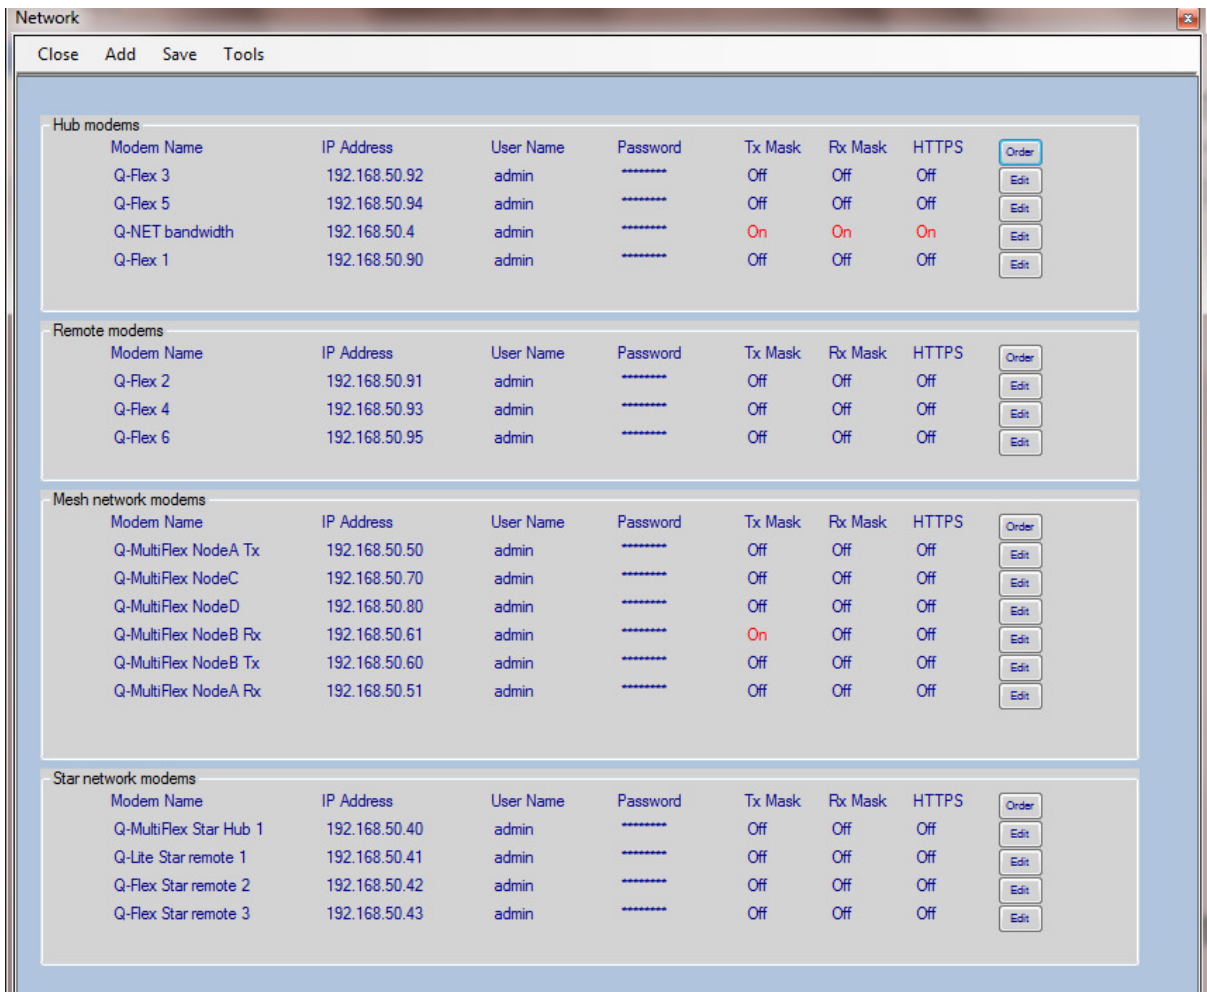 Network
Close Add Save Tools
Hub modems
Modem Name IP Address User Name Password Tx Mask Rx Mask HTTPS Order
Q-Flex 3 192.168.50.92 admin ******** Off Off Off Edit
Q-Flex 5 192.168.50.94 admin ******** Off Off Off Edit
Q-NET bandwidth 192.168.50.4 admin ******** On On On Edit
Q-Flex 1 192.168.50.90 admin ******** Off Off Off Edit
Remote modems
Modem Name IP Address User Name Password Tx Mask Rx Mask HTTPS Order
Q-Flex 2 192.168.50.91 admin ******** Off Off Off Edit
Q-Flex 4 192.168.50.93 admin ******** Off Off Off Edit
Q-Flex 6 192.168.50.95 admin ******** Off Off Off Edit
Mesh network modems
Modem Name IP Address User Name Password Tx Mask Rx Mask HTTPS Order
Q-MultiFlex NodeA Tx 192.168.50.50 admin ******** Off Off Off Edit
Q-MultiFlex NodeC 192.168.50.70 admin ******** Off Off Off Edit
Q-MultiFlex NodeD 192.168.50.80 admin ******** Off Off Off Edit
Q-MultiFlex NodeB Rx 192.168.50.61 admin ******** On Off Off Edit
Q-MultiFlex NodeB Tx 192.168.50.60 admin ******** Off Off Off Edit
Q-MultiFlex NodeA Rx 192.168.50.51 admin ******** Off Off Off Edit
Star network modems
Modem Name IP Address User Name Password Tx Mask Rx Mask HTTPS Order
Q-MultiFlex Star Hub 1 192.168.50.40 admin ******** Off Off Off Edit
Q-Lite Star remote 1 192.168.50.41 admin ******** Off Off Off Edit
Q-Flex Star remote 2 192.168.50.42 admin ******** Off Off Off Edit
Q-Flex Star remote 3 192.168.50.43 admin ******** Off Off Off Edit